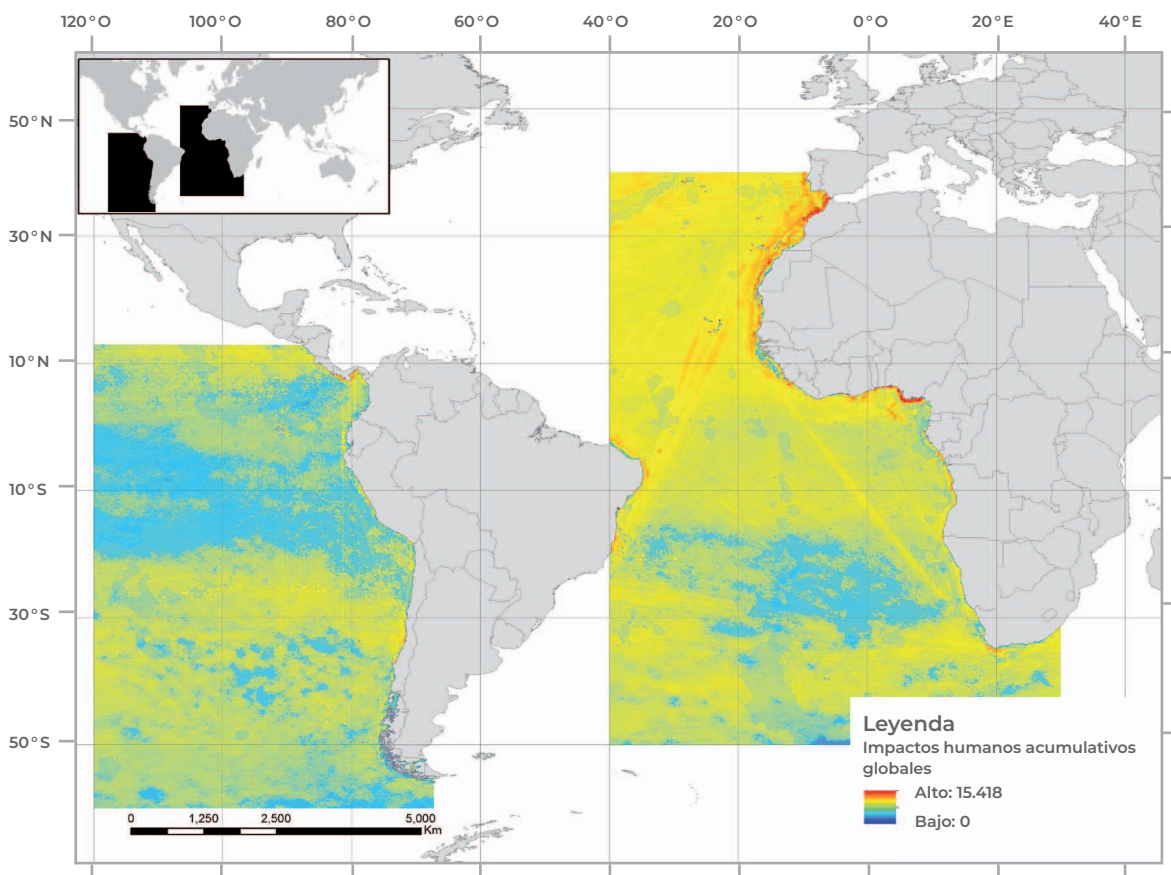 120°O 100°O 80°O 60°O 40°O 20°O 0°O 20°E 40°E
50°N
30°N
10°N
10°S
30°S
50°S
0 1,250 2,500 5,000
Km
Leyenda
Impactos humanos acumulativos
globales
Alto: 15.418
Bajo: 0